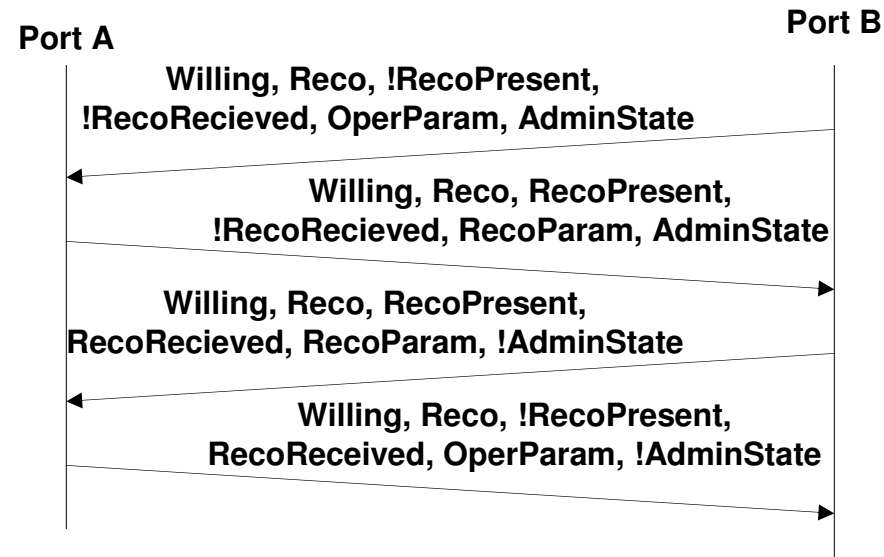 Port A
Port B
Willing, Reco, !RecoPresent,
!RecoRecieved, OperParam, AdminState
Willing, Reco, RecoPresent,
!RecoRecieved, RecoParam, AdminState
Willing, Reco, RecoPresent,
RecoRecieved, RecoParam, !AdminState
Willing, Reco, !RecoPresent,
RecoReceived, OperParam, !AdminState